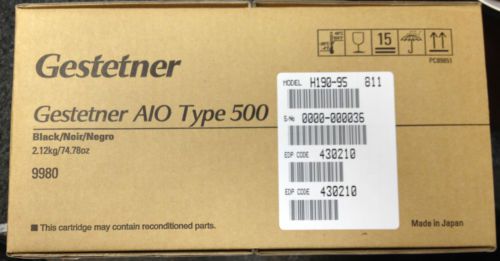 Gestetner
Gestetner AIO Type 500
Black/Noir/Negro
2.12kg/74.78oz
9980
This cartridge may contain reconditioned parts.
15
PC89851
MODEL H190-95 811
S-No 0000-000036
EDP CODE 430210
EDP CODE 430210
Made in Japan